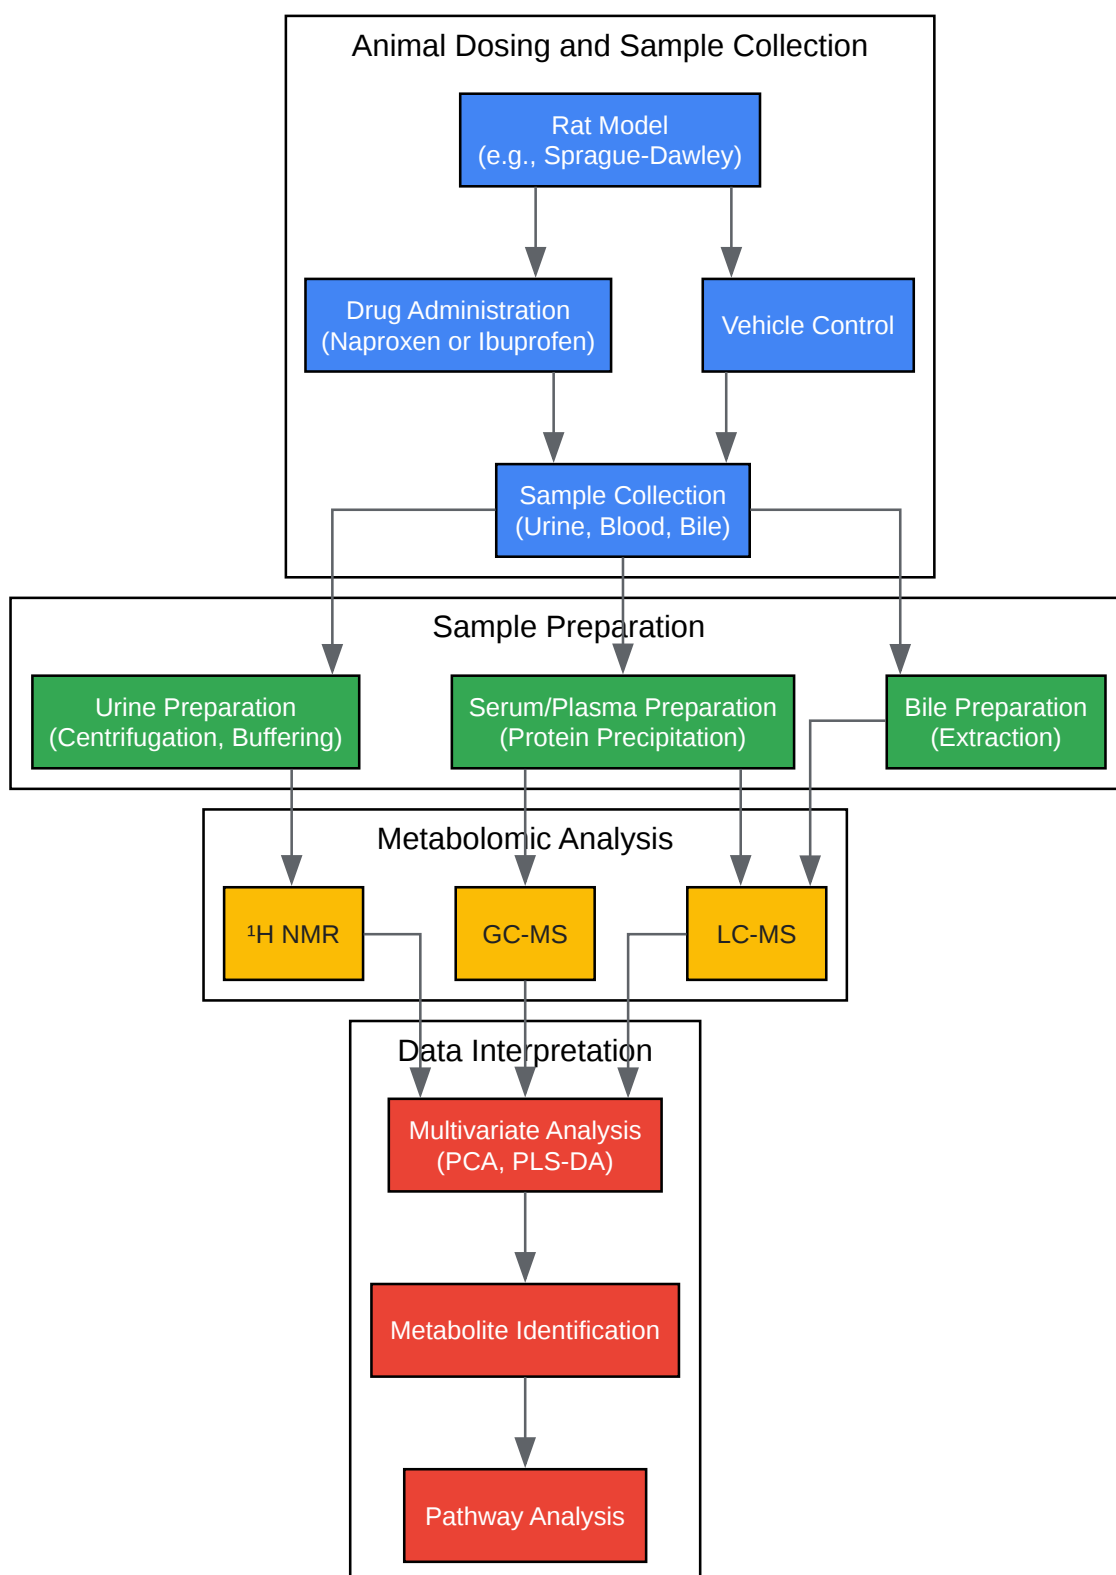 Animal Dosing and Sample Collection
Rat Model
(e.g., Sprague-Dawley)
Drug Administration
(Naproxen or Ibuprofen)
Vehicle Control
Sample Collection
(Urine, Blood, Bile)
Sample Preparation
Urine Preparation
(Centrifugation, Buffering)
Serum/Plasma Preparation
(Protein Precipitation)
Bile Preparation
(Extraction)
Metabolomic Analysis
¹H NMR
GC-MS
LC-MS
Data Interpretation
Multivariate Analysis
(PCA, PLS-DA)
Metabolite Identification
Pathway Analysis